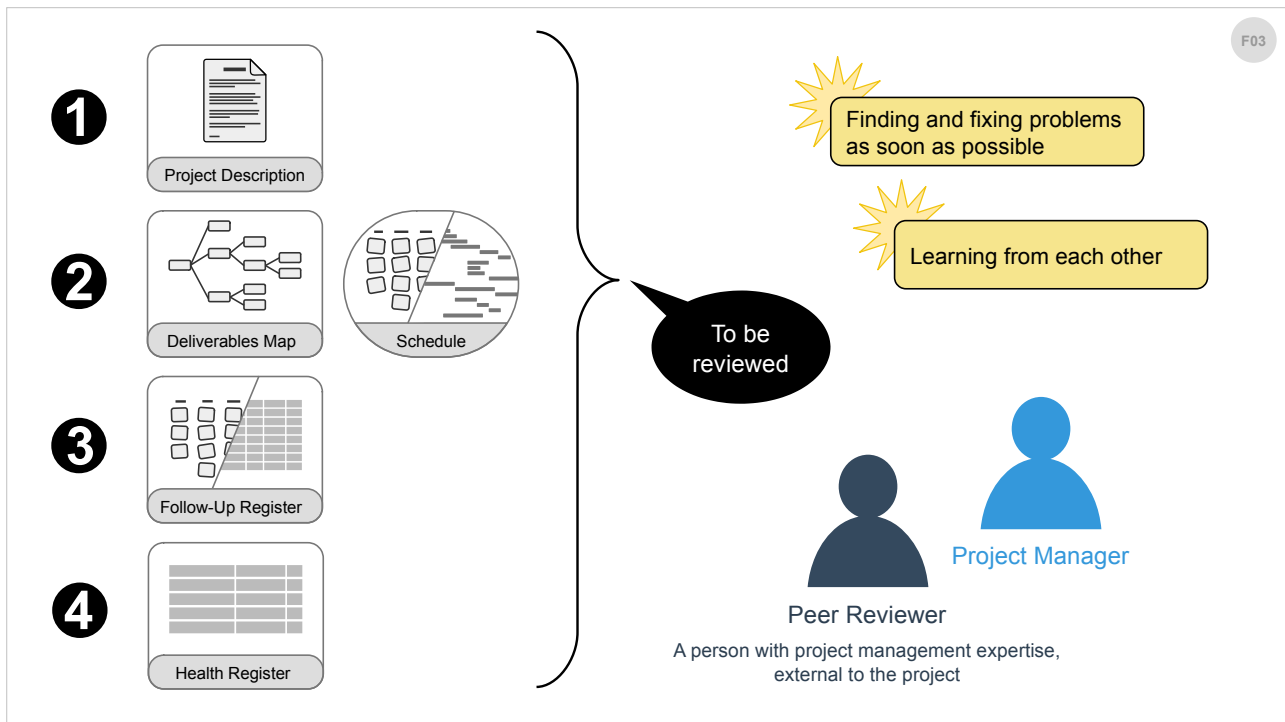 F03
1
Project Description
Finding and fixing problems
as soon as possible
2
Deliverables Map
Schedule
Learning from each other
To be
reviewed
3
Follow-Up Register
Project Manager
4
Health Register
Peer Reviewer
A person with project management expertise,
external to the project